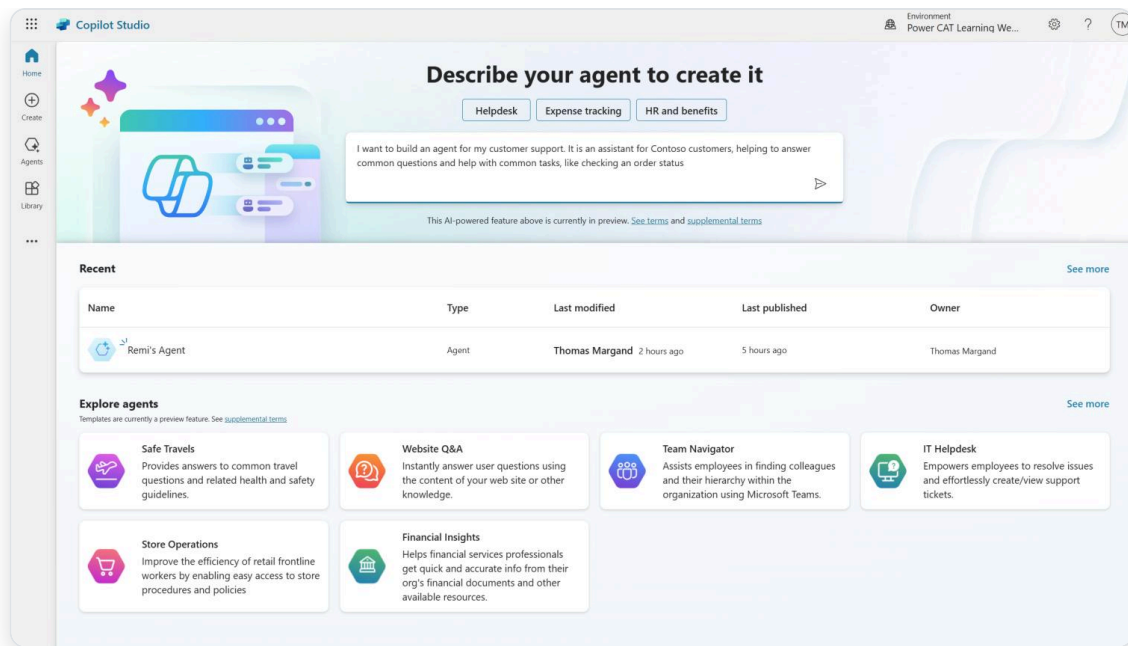 Copilot Studio
Environment
Power CAT Learning We...
TM
Home
Create
Agents
Library
Describe your agent to create it
Helpdesk
Expense tracking
HR and benefits
I want to build an agent for my customer support. It is an assistant for Contoso customers, helping to answer
common questions and help with common tasks, like checking an order status
This AI-powered feature above is currently in preview. See terms and supplemental terms
Recent
See more
Name Type Last modified Last published Owner
Remi's Agent Agent Thomas Margand 2 hours ago 5 hours ago Thomas Margand
Explore agents
See more
Templates are currently a preview feature. See supplemental terms
Safe Travels
Provides answers to common travel
questions and related health and safety
guidelines.
Website Q&A
Instantly answer user questions using
the content of your web site or other
knowledge.
Team Navigator
Assists employees in finding colleagues
and their hierarchy within the
organization using Microsoft Teams.
IT Helpdesk
Empowers employees to resolve issues
and effortlessly create/view support
tickets.
Store Operations
Improve the efficiency of retail frontline
workers by enabling easy access to store
procedures and policies
Financial Insights
Helps financial services professionals
get quick and accurate info from their
org's financial documents and other
available resources.